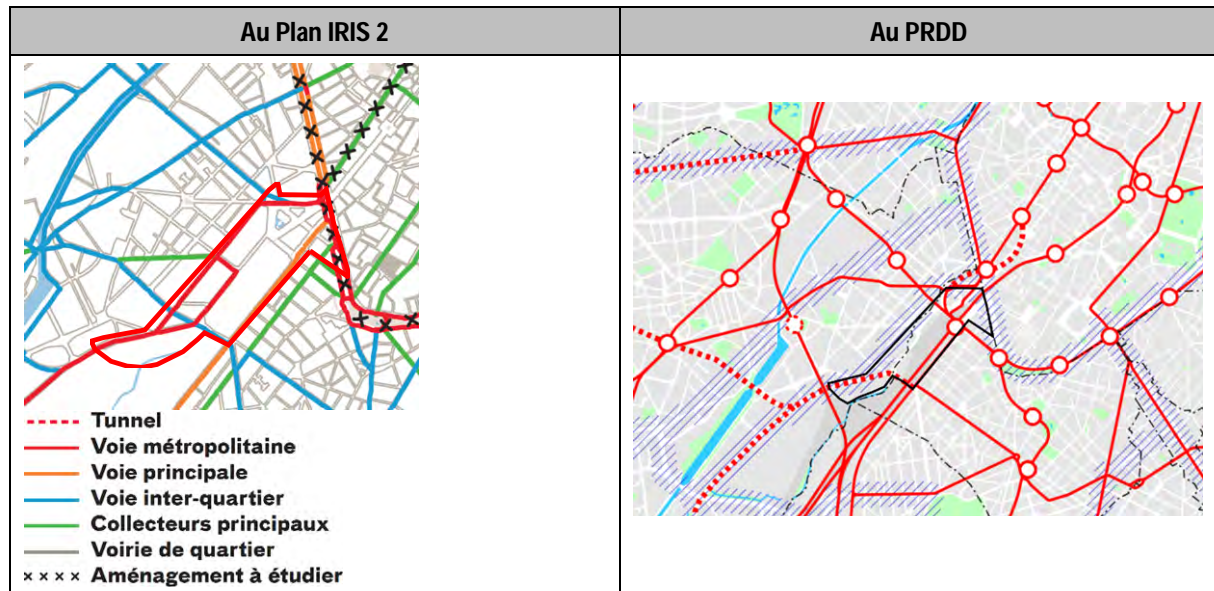 Au Plan IRIS 2
Au PRDD
Tunnel
Voie métropolitaine
Voie principale
Voie inter-quartier
Collecteurs principaux
Voirie de quartier
Aménagement à étudier